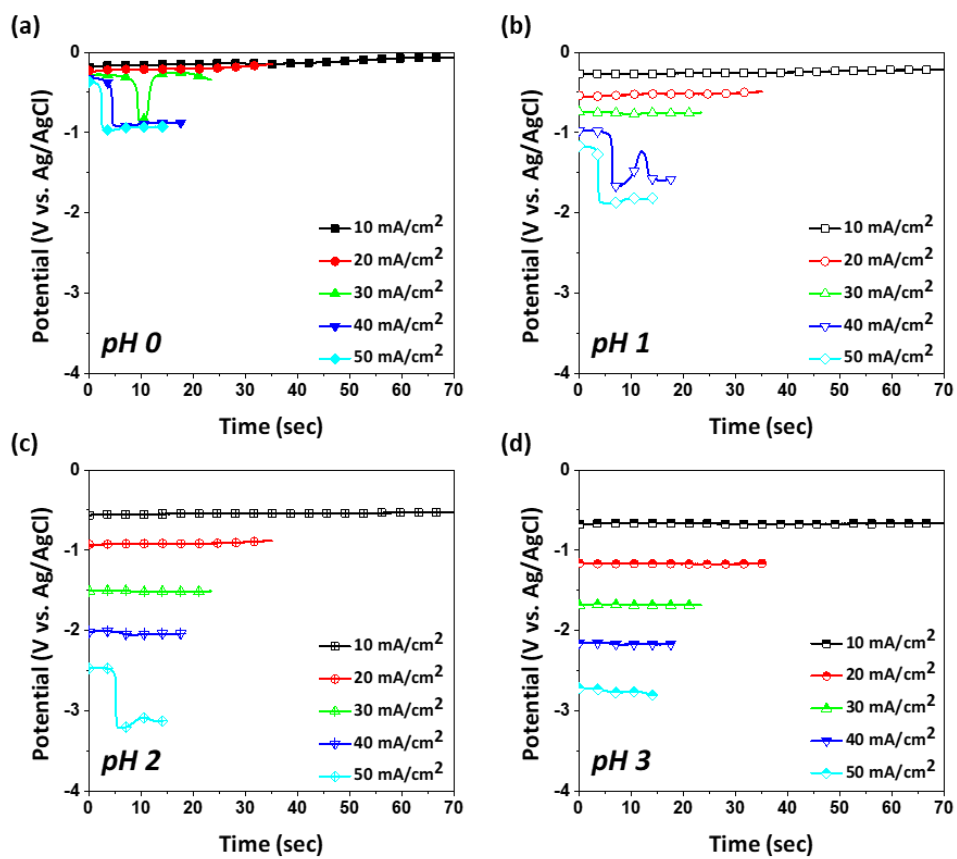 (a)
Potential (V vs. Ag/AgCl)
0
-1
-2
-3
-4
10 mA/cm²
20 mA/cm²
30 mA/cm²
40 mA/cm²
50 mA/cm²
pH 0
0 10 20 30 40 50 60 70
Time (sec)
(b)
Potential (V vs. Ag/AgCl)
0
-1
-2
-3
-4
10 mA/cm²
20 mA/cm²
30 mA/cm²
40 mA/cm²
50 mA/cm²
pH 1
0 10 20 30 40 50 60 70
Time (sec)
(c)
Potential (V vs. Ag/AgCl)
0
-1
-2
-3
-4
10 mA/cm²
20 mA/cm²
30 mA/cm²
40 mA/cm²
50 mA/cm²
pH 2
0 10 20 30 40 50 60 70
Time (sec)
(d)
Potential (V vs. Ag/AgCl)
0
-1
-2
-3
-4
10 mA/cm²
20 mA/cm²
30 mA/cm²
40 mA/cm²
50 mA/cm²
pH 3
0 10 20 30 40 50 60 70
Time (sec)